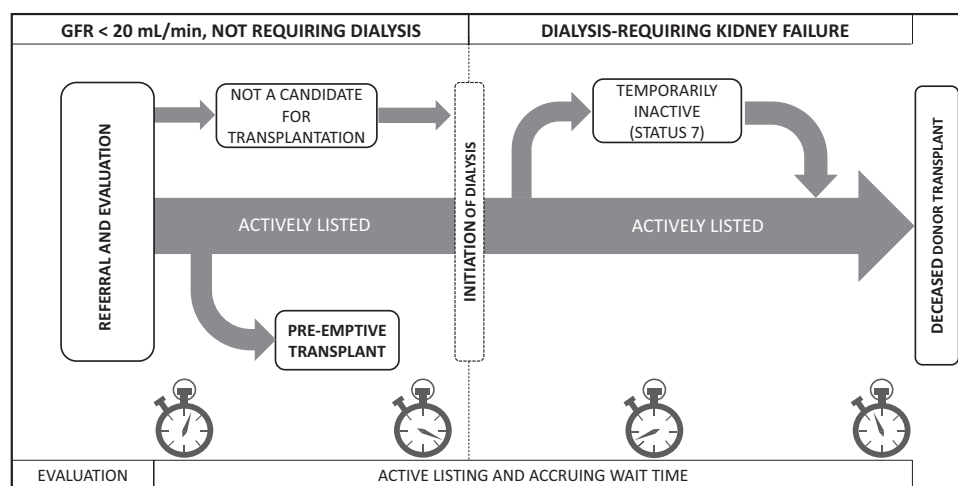 GFR < 20 mL/min, NOT REQUIRING DIALYSIS
DIALYSIS-REQUIRING KIDNEY FAILURE
REFERRAL AND EVALUATION
NOT A CANDIDATE
FOR
TRANSPLANTATION
ACTIVELY LISTED
PRE-EMPTIVE
TRANSPLANT
INITIATION OF DIALYSIS
TEMPORARILY
INACTIVE
(STATUS 7)
ACTIVELY LISTED
DECEASED DONOR TRANSPLANT
EVALUATION
ACTIVE LISTING AND ACCRUING WAIT TIME